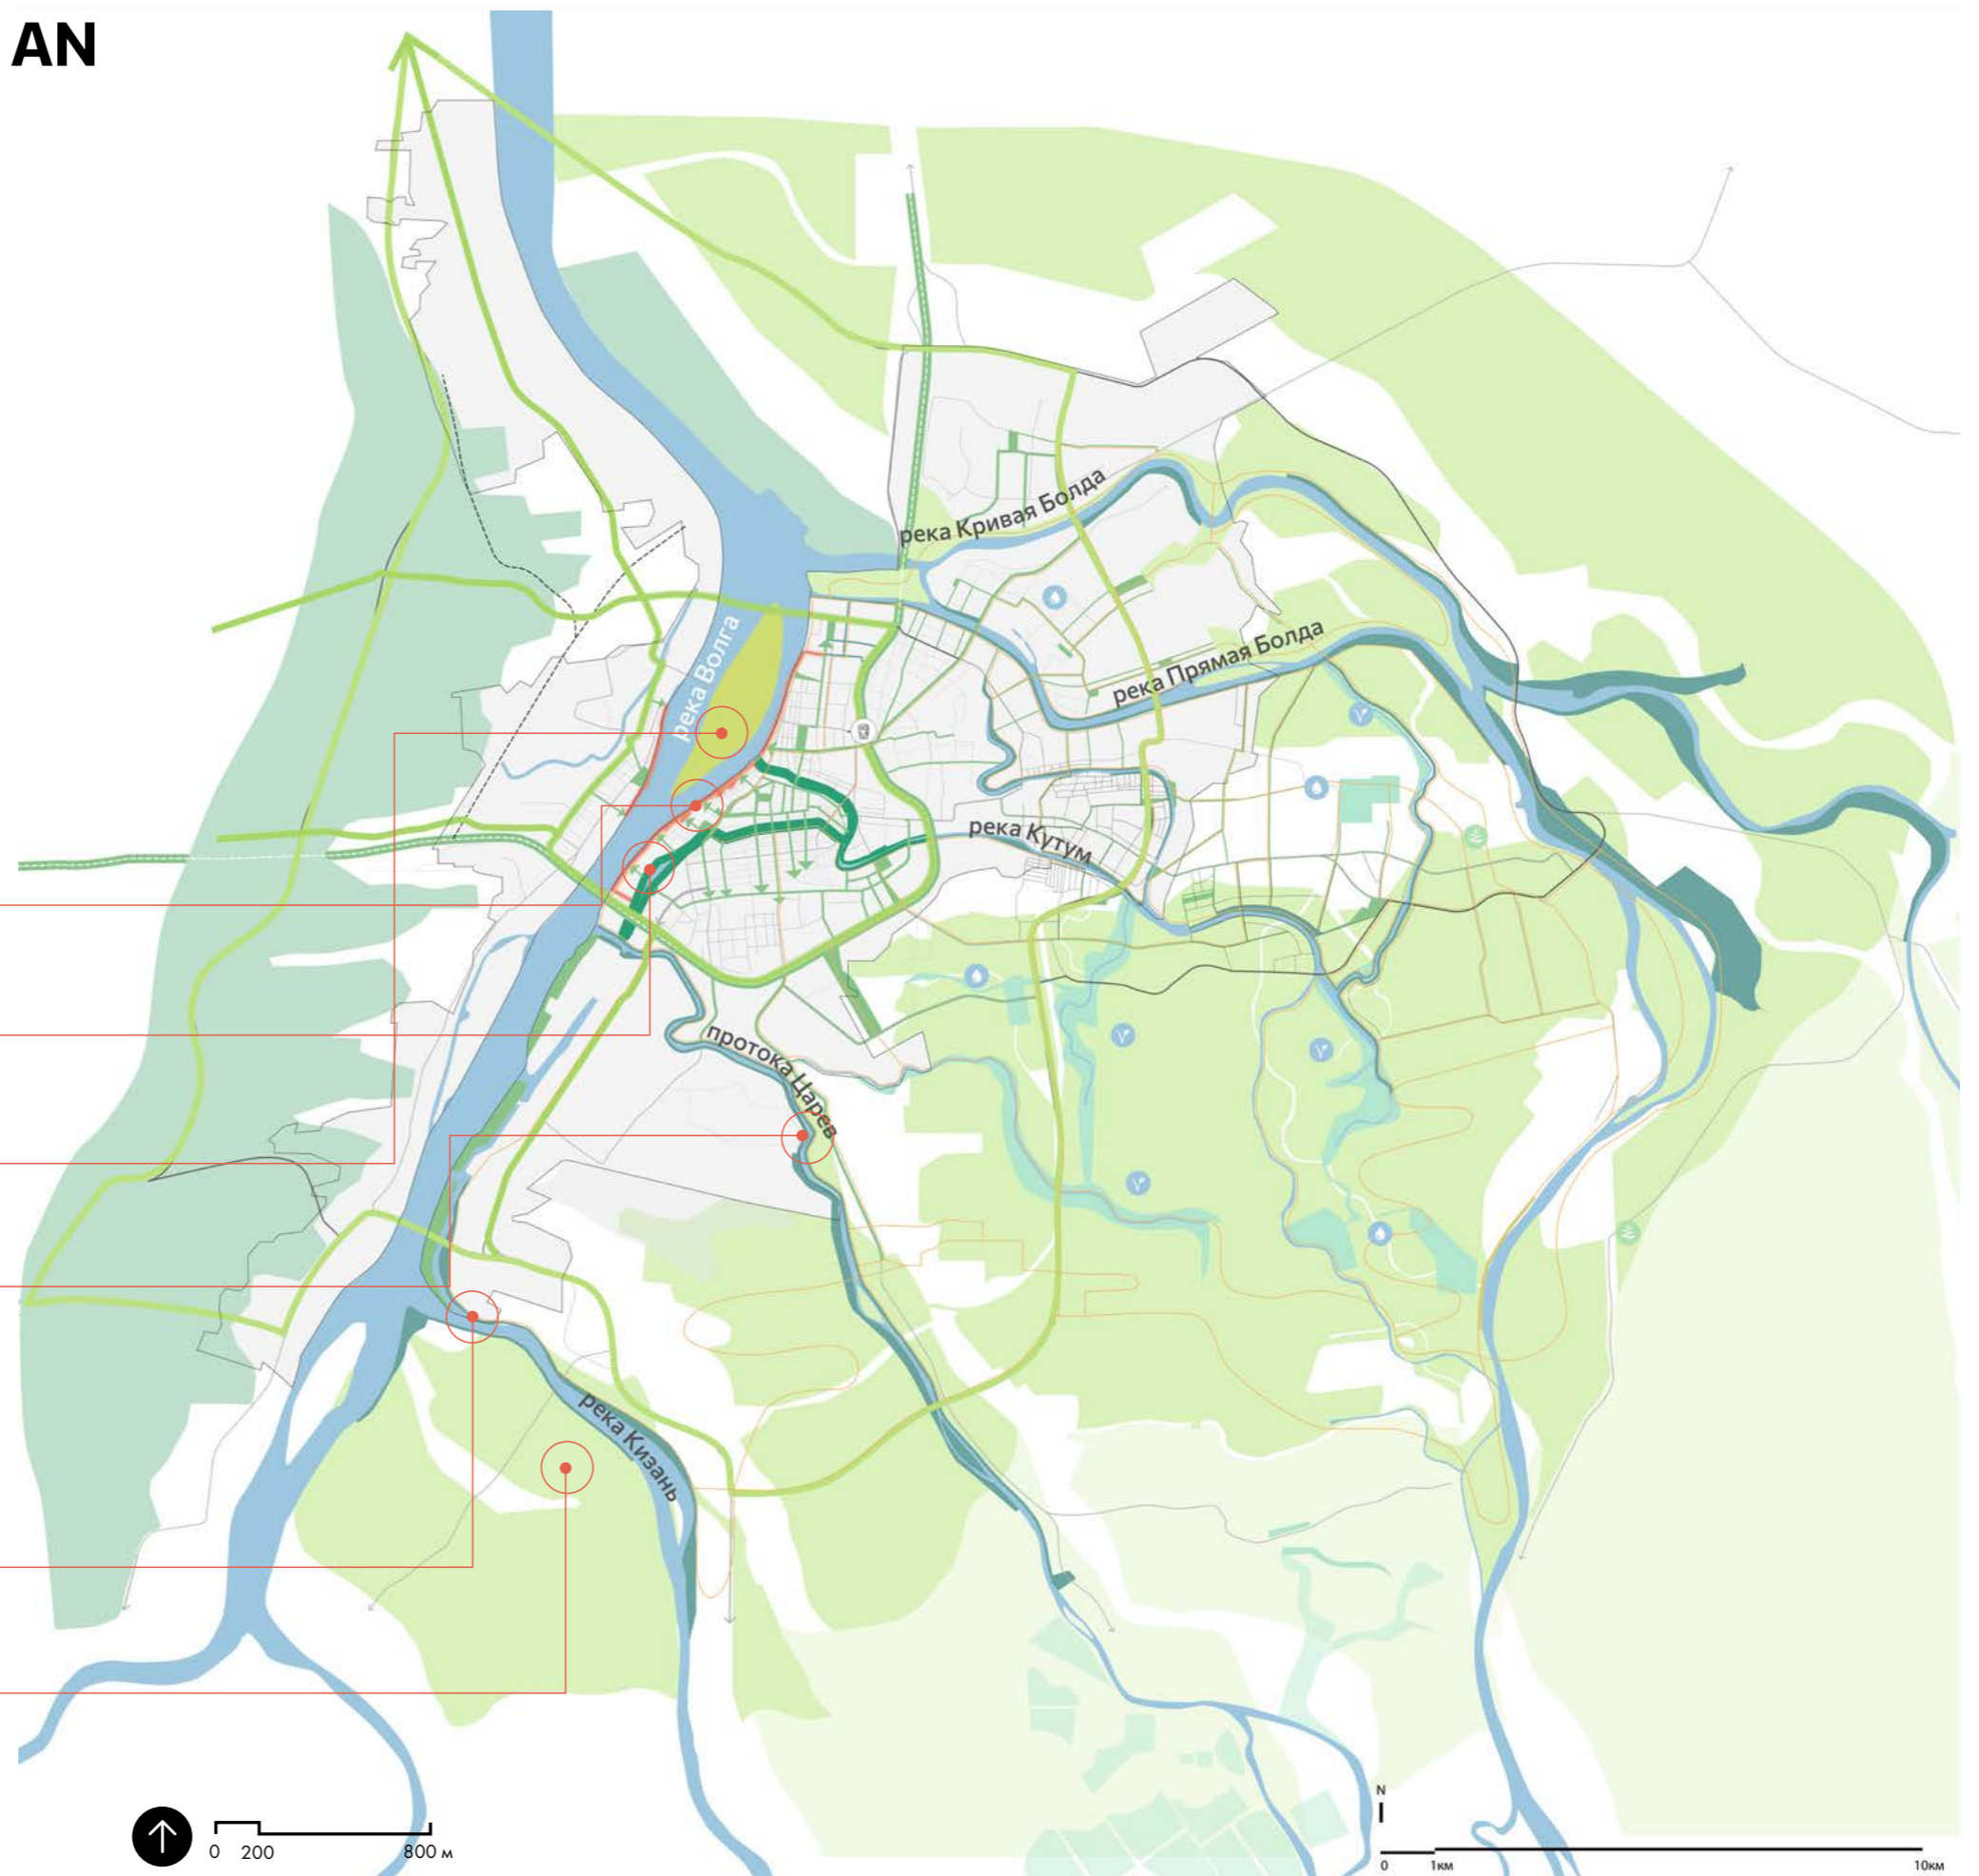 AN
река Кривая Болда
река Прямая Болда
река Волга
река Кутум
протока Царев
река Кизань
N
0 200 800 м
0 1км 10км